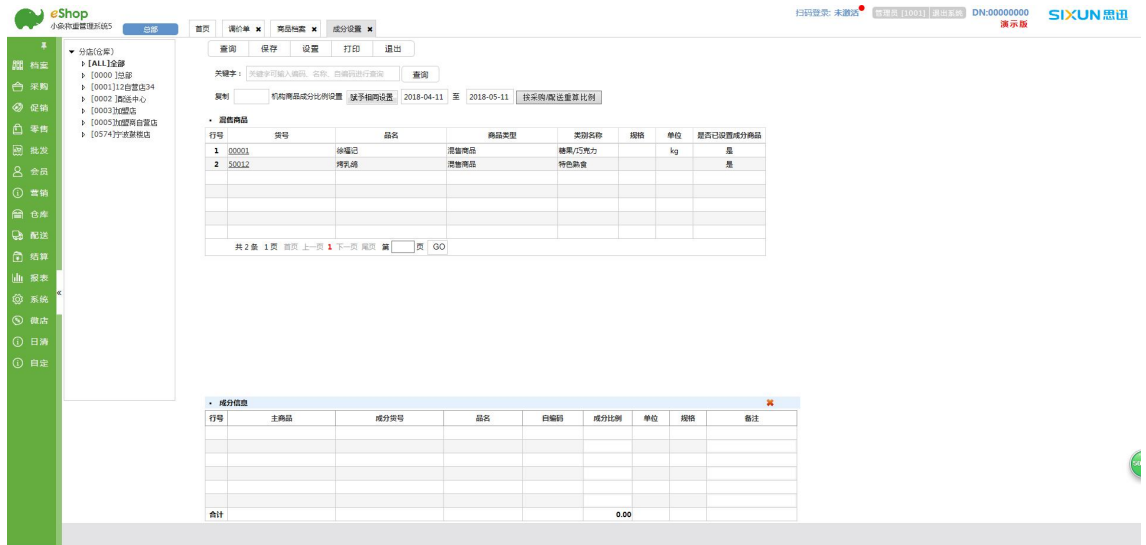 eShop
小象称重管理系统5 总部
首页 调价单 ✖ 商品档案 ✖ 成分设置 ✖
扫码登录: 未激活 管理员 [1001] 退出系统 DN:00000000
演示版
SIXUN思迅
档案
采购
促销
零售
批发
会员
营销
仓库
配送
结算
报表
系统
微店
日清
自定
«
分店(仓库)
[ALL]全部
[0000 ]总部
[0001]12自营店34
[0002 ]配送中心
[0003]加盟店
[0005]加盟商自营店
查询 保存 设置 打印 退出
关键字: 关键字可输入编码、名称、自编码进行查询 查询
复制 机构商品成分比例设置 赋予相同设置 2018-04-11 至 2018-05-11 按采购/配送重算比例
• 混售商品
行号 货号 品名 商品类型 类别名称 规格 单位 是否已设置成分商品
1 00001 徐福记 混售商品 糖果/巧克力 kg 是
2 50012 烤乳鸽 混售商品 特色熟食 是
共 2 条 1 页 首页 上一页 1 下一页 尾页 第 页 GO
• 成分信息
行号 主商品 成分货号 品名 自编码 成分比例 单位 规格 备注
合计 0.00